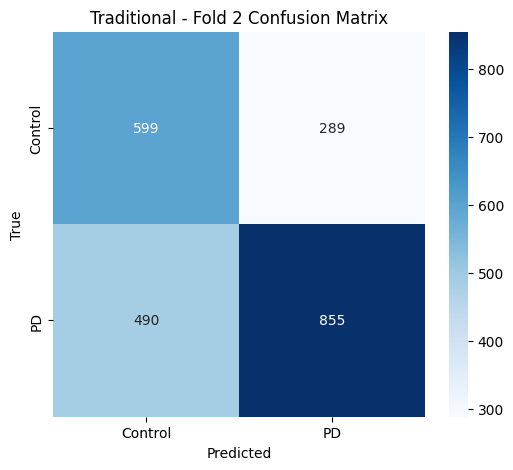 Traditional - Fold 2 Confusion Matrix
Control
599
289
PD
490
855
True
Control
PD
Predicted
800
700
600
500
400
300